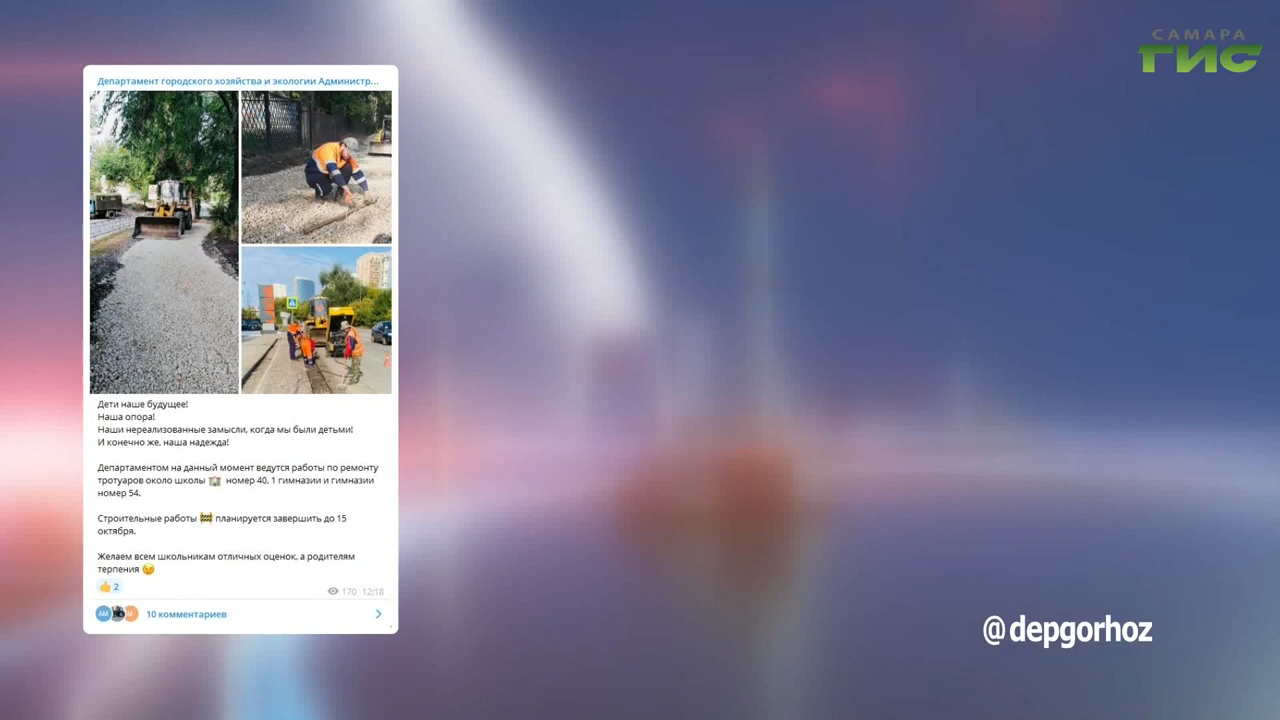 САМАРА
ГИС
Департамент городского хозяйства и экологии Администр...
Дети наше будущее!
Наша опора!
Наши нереализованные замыслы, когда мы были детьми!
И конечно же, наша надежда!
Департаментом на данный момент ведутся работы по ремонту
тротуаров около школы 🏫 номер 40, 1 гимназии и гимназии
номер 54.
Строительные работы 🚧 планируется завершить до 15
октября.
Желаем всем школьникам отличных оценок, а родителям
терпения 😉
👍 2
170 12:18
AM M 10 комментариев
@depgorhoz